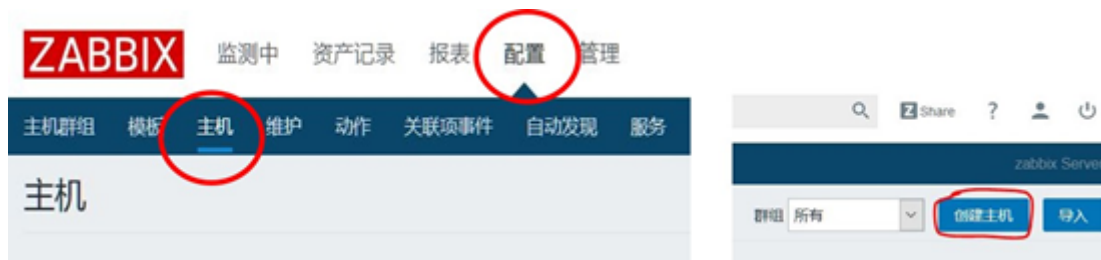 ZABBIX 监测中 资产记录 报表 配置 管理
主机群组 模板 主机 维护 动作 关联项事件 自动发现 服务
主机
Z Share ?
zabbix Server
群组 所有 创建主机 导入